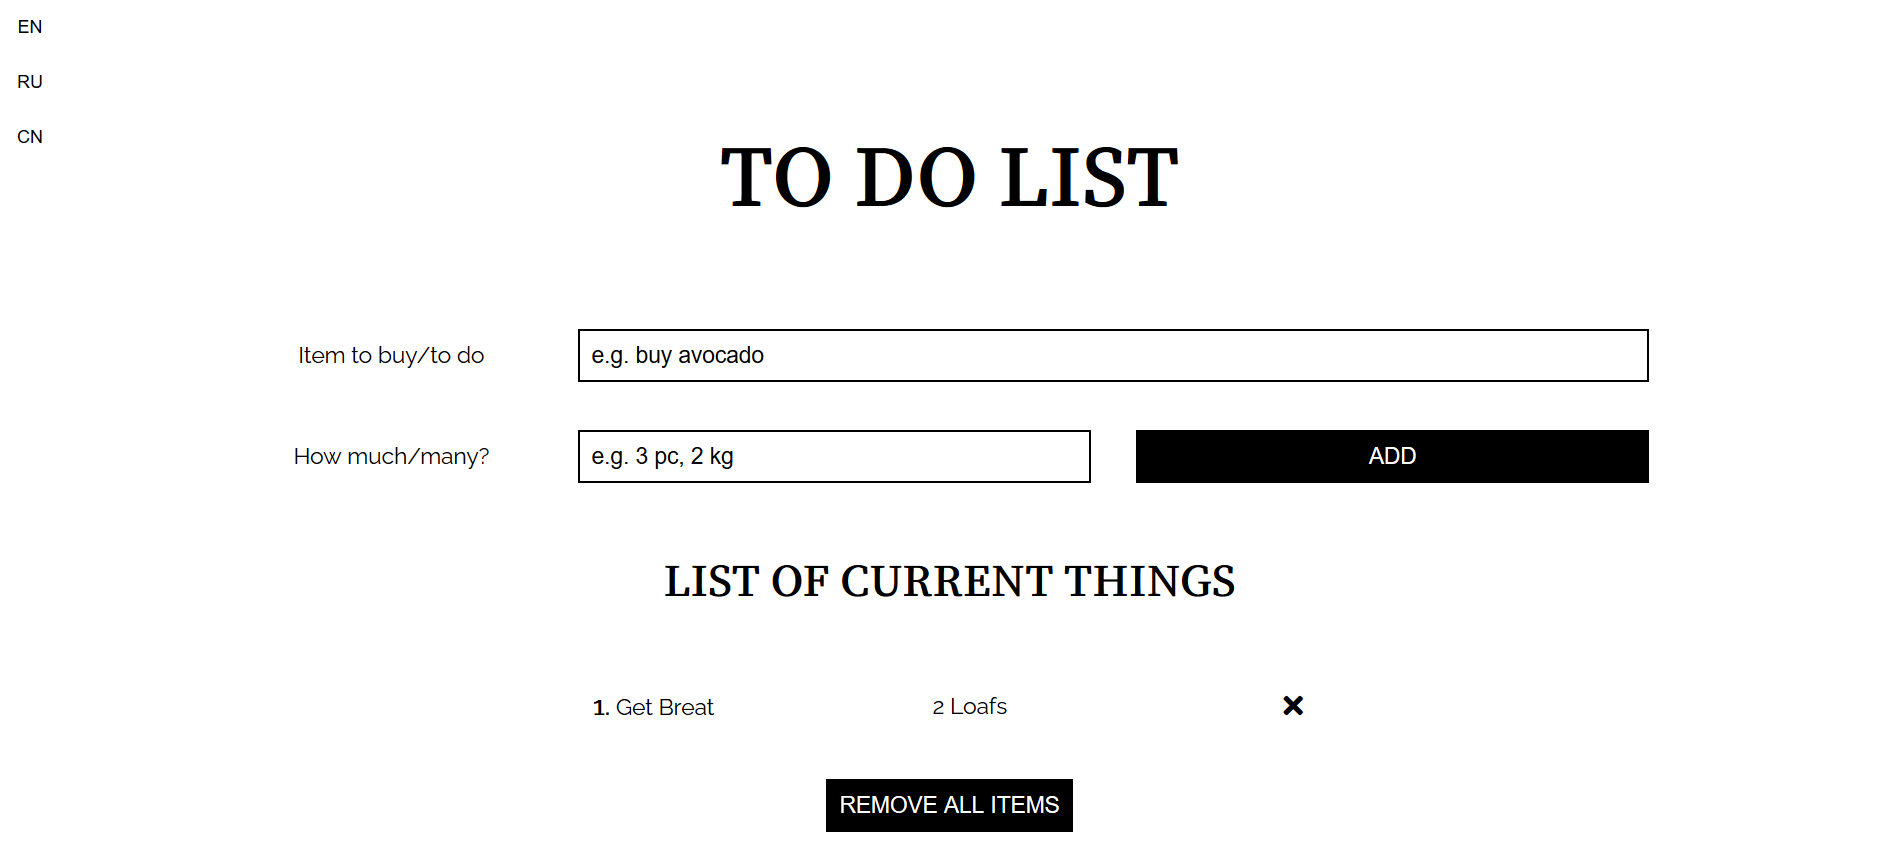 EN
RU
CN
TO DO LIST
Item to buy/to do
e.g. buy avocado
How much/many?
e.g. 3 pc, 2 kg
ADD
LIST OF CURRENT THINGS
1. Get Breat 2 Loafs
REMOVE ALL ITEMS